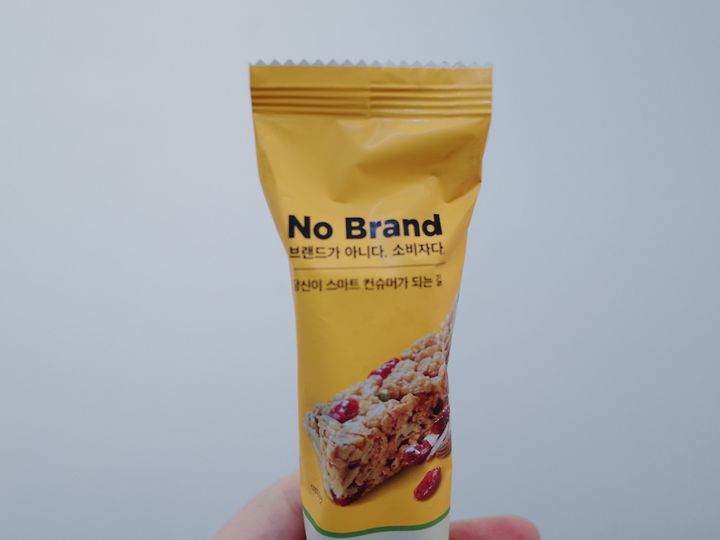 No Brand
브랜드가 아니다. 소비자다.
당신이 스마트 컨슈머가 되는 길